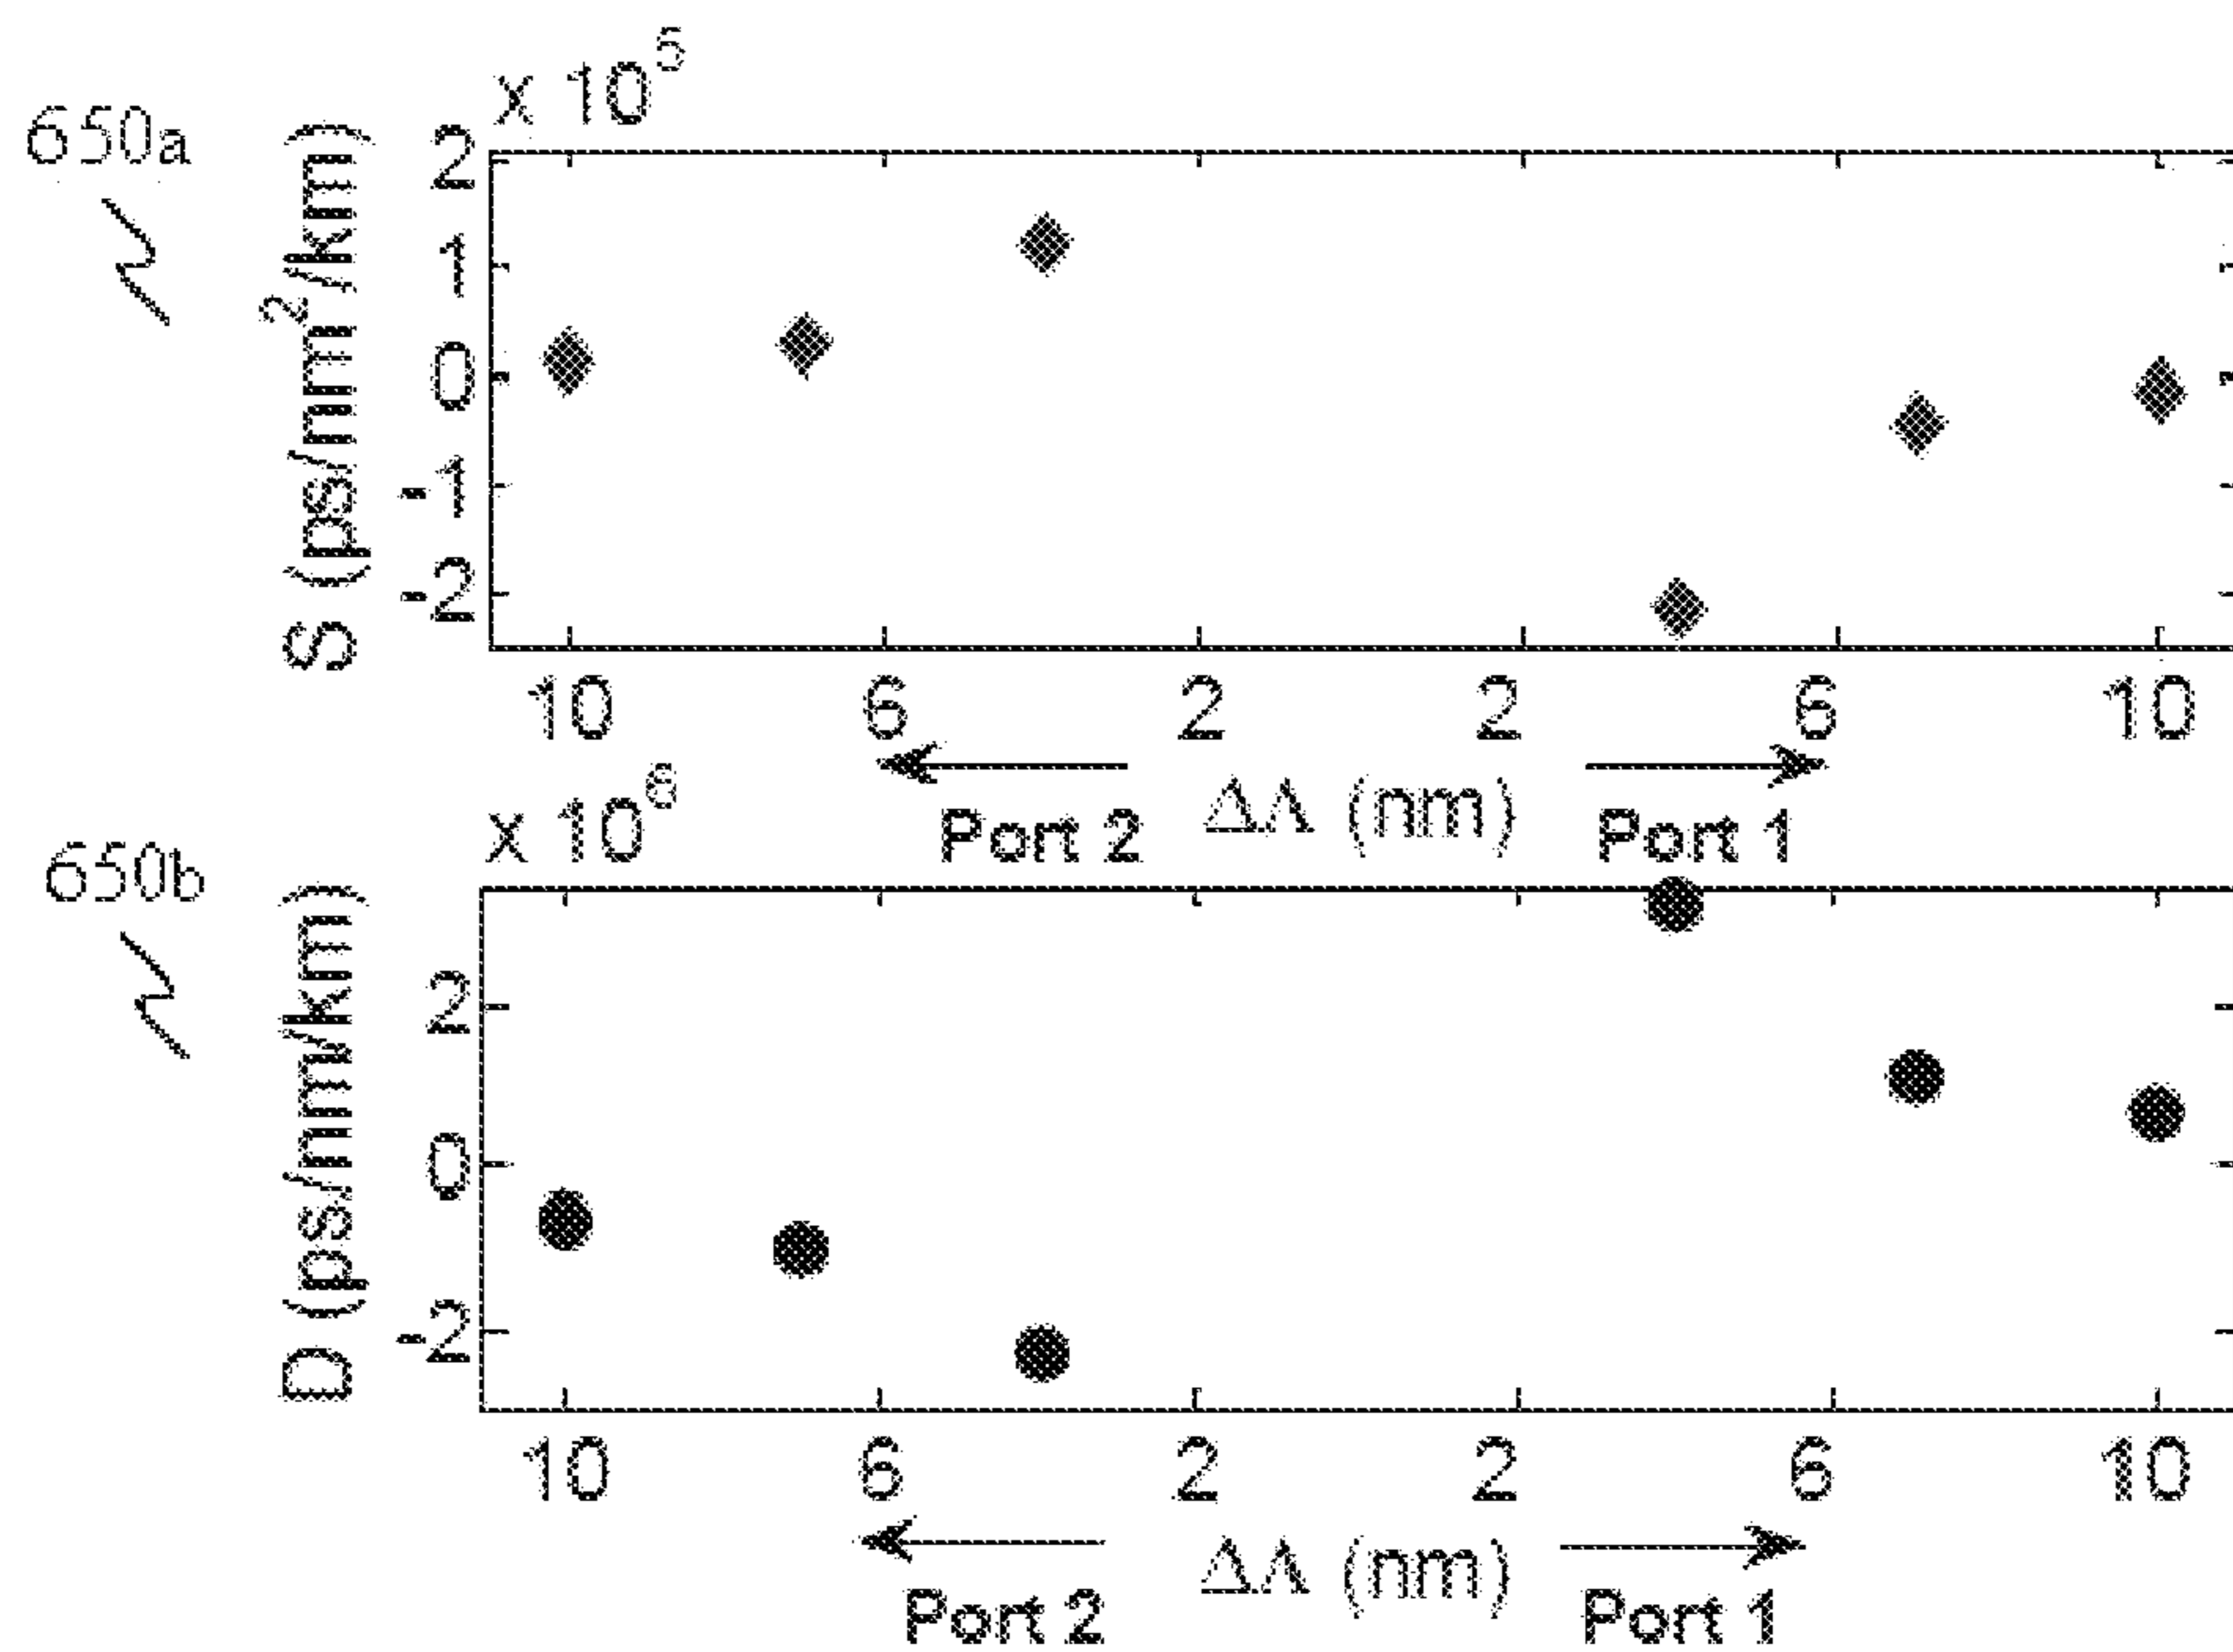 650a
x 10^5
S (ps/nm^2/km)
2
1
0
-1
-2
10 6 2 2 6 10
Port 2 ΔΛ (nm) Port 1
650b
x 10^6
D (ps/nm/km)
2
0
-2
10 6 2 2 6 10
Port 2 ΔΛ (nm) Port 1